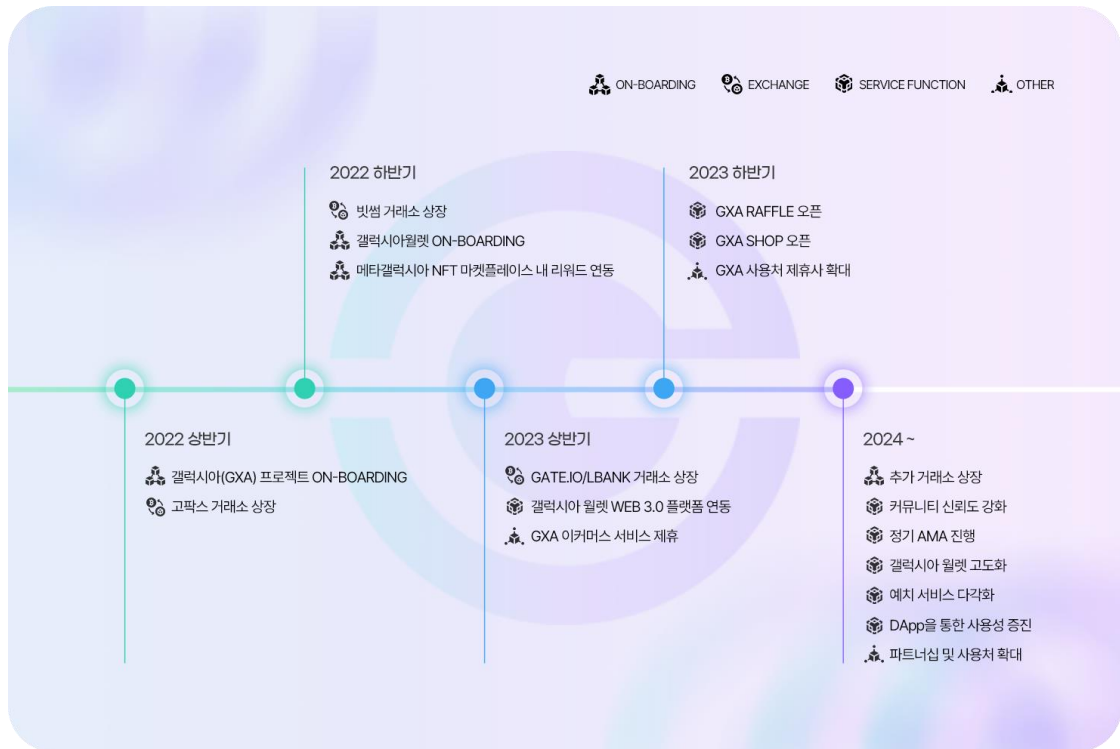 ON-BOARDING
EXCHANGE
SERVICE FUNCTION
OTHER
2022 하반기
빗썸 거래소 상장
갤럭시아월렛 ON-BOARDING
메타갤럭시아 NFT 마켓플레이스 내 리워드 연동
2023 하반기
GXA RAFFLE 오픈
GXA SHOP 오픈
GXA 사용처 제휴사 확대
2022 상반기
갤럭시아(GXA) 프로젝트 ON-BOARDING
고팍스 거래소 상장
2023 상반기
GATE.IO/LBANK 거래소 상장
갤럭시아 월렛 WEB 3.0 플랫폼 연동
GXA 이커머스 서비스 제휴
2024 ~
추가 거래소 상장
커뮤니티 신뢰도 강화
정기 AMA 진행
갤럭시아 월렛 고도화
예치 서비스 다각화
DApp을 통한 사용성 증진
파트너십 및 사용처 확대